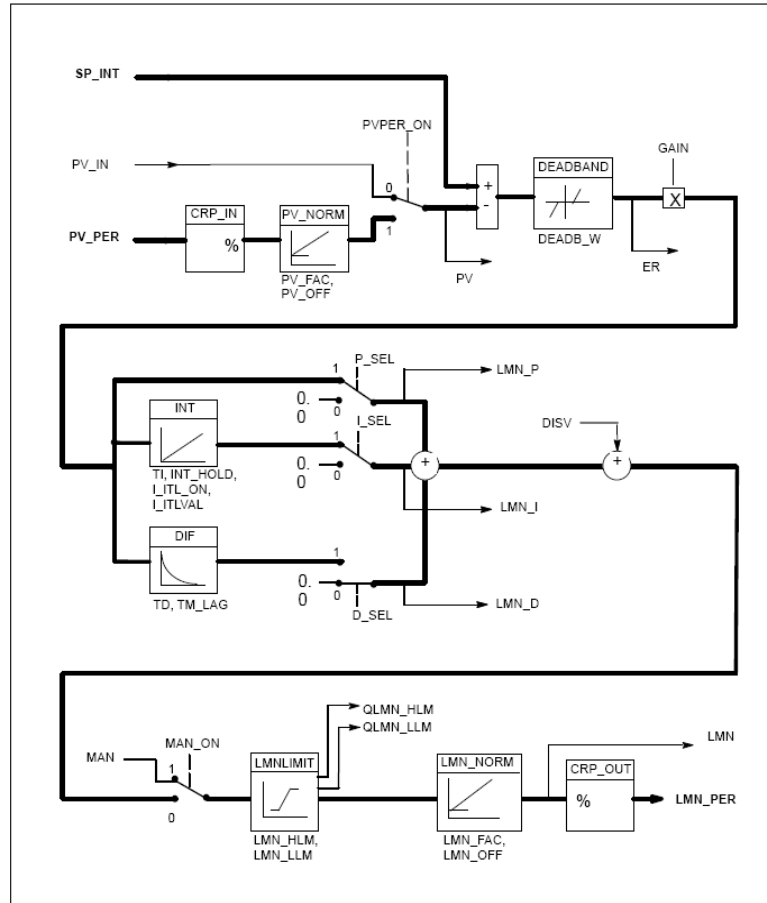 SP_INT
PVPER_ON
GAIN
PV_IN
DEADBAND
0
+
-
X
CRP_IN
PV_NORM
PV_PER
%
1
DEADB_W
PV_FAC,
PV_OFF
PV
ER
P_SEL
1
LMN_P
0.
0
0
INT
I_SEL
DISV
1
0.
0
0
+
+
TI, INT_HOLD,
I_ITL_ON,
I_ITLVAL
LMN_I
DIF
1
0.
0
0
LMN_D
TD, TM_LAG
D_SEL
QLMN_HLM
QLMN_LLM
MAN_ON
MAN
LMN
1
LMNLIMIT
LMN_NORM
CRP_OUT
%
LMN_PER
0
LMN_HLM,
LMN_LLM
LMN_FAC,
LMN_OFF